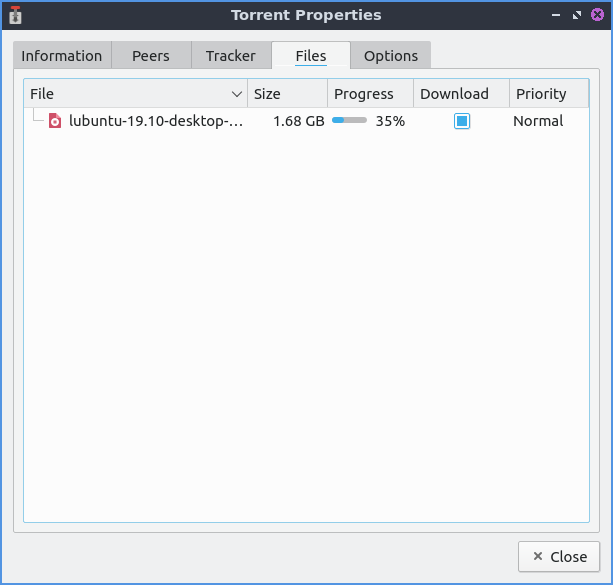 Torrent Properties
Information Peers Tracker Files Options
File Size Progress Download Priority
lubuntu-19.10-desktop-... 1.68 GB 35% Normal
Close